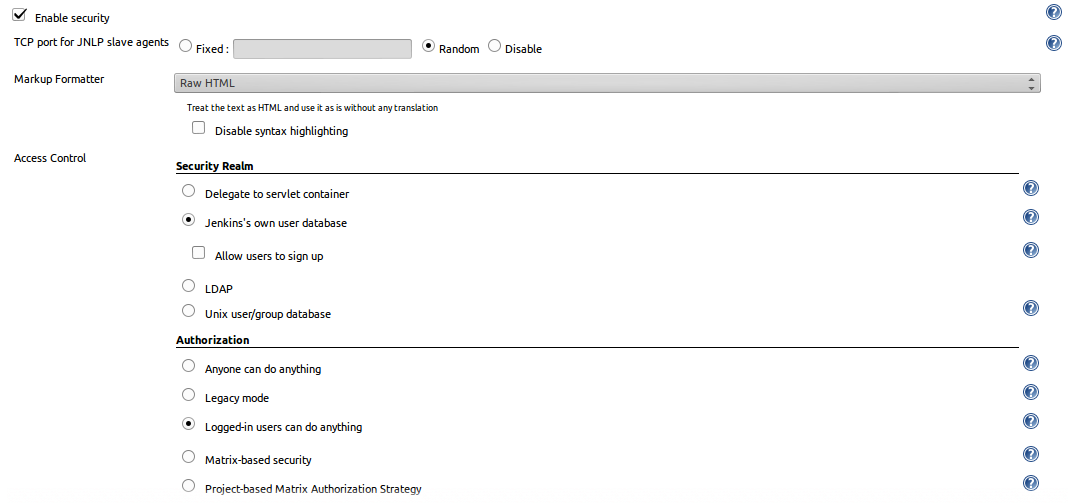 Enable security
TCP port for JNLP slave agents Fixed : Random Disable
Markup Formatter Raw HTML
Treat the text as HTML and use it as is without any translation
Disable syntax highlighting
Access Control
Security Realm
Delegate to servlet container
Jenkins's own user database
Allow users to sign up
LDAP
Unix user/group database
Authorization
Anyone can do anything
Legacy mode
Logged-in users can do anything
Matrix-based security
Project-based Matrix Authorization Strategy